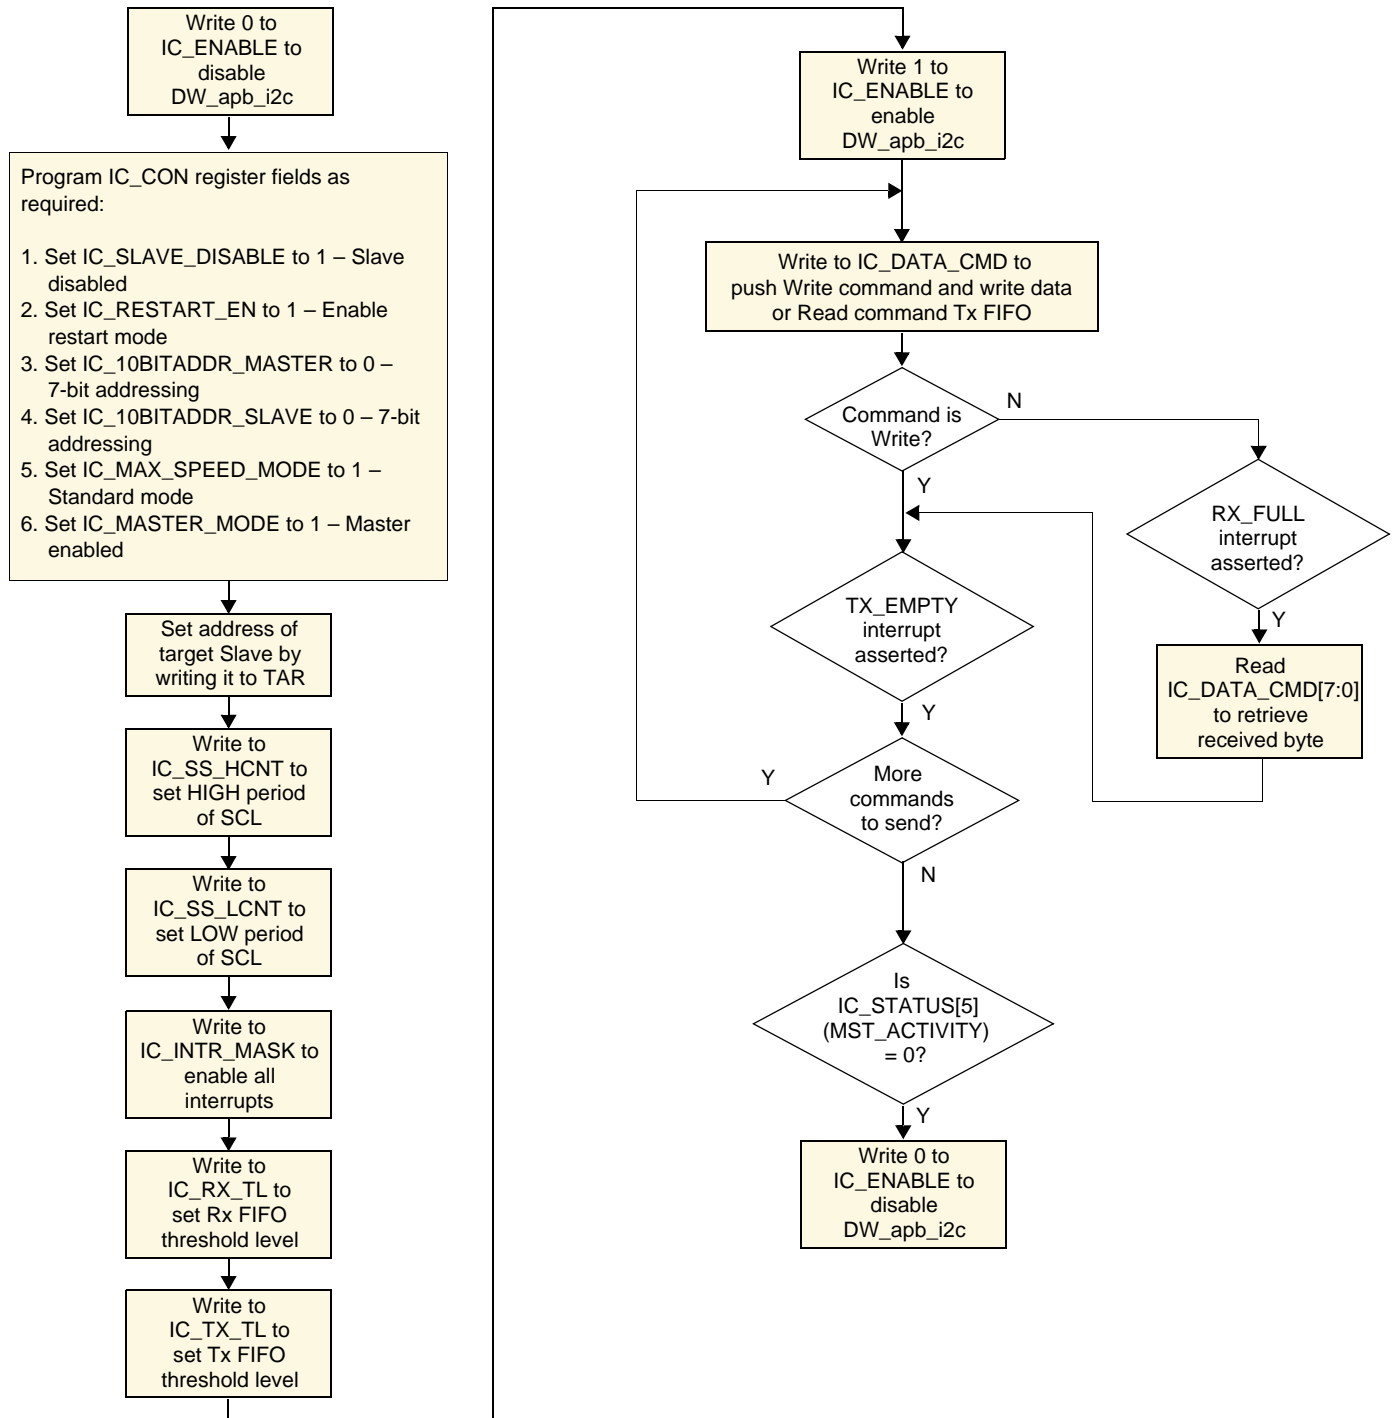 Write 0 to
IC_ENABLE to
disable
DW_apb_i2c
Program IC_CON register fields as
required:
1. Set IC_SLAVE_DISABLE to 1 – Slave
disabled
2. Set IC_RESTART_EN to 1 – Enable
restart mode
3. Set IC_10BITADDR_MASTER to 0 –
7-bit addressing
4. Set IC_10BITADDR_SLAVE to 0 – 7-bit
addressing
5. Set IC_MAX_SPEED_MODE to 1 –
Standard mode
6. Set IC_MASTER_MODE to 1 – Master
enabled
Set address of
target Slave by
writing it to TAR
Write to
IC_SS_HCNT to
set HIGH period
of SCL
Write to
IC_SS_LCNT to
set LOW period
of SCL
Write to
IC_INTR_MASK to
enable all
interrupts
Write to
IC_RX_TL to
set Rx FIFO
threshold level
Write to
IC_TX_TL to
set Tx FIFO
threshold level
Write 1 to
IC_ENABLE to
enable
DW_apb_i2c
Write to IC_DATA_CMD to
push Write command and write data
or Read command Tx FIFO
Command is
Write?
N
Y
RX_FULL
interrupt
asserted?
Y
Read
IC_DATA_CMD[7:0]
to retrieve
received byte
TX_EMPTY
interrupt
asserted?
Y
More
commands
to send?
Y
N
Is
IC_STATUS[5]
(MST_ACTIVITY)
= 0?
Y
Write 0 to
IC_ENABLE to
disable
DW_apb_i2c